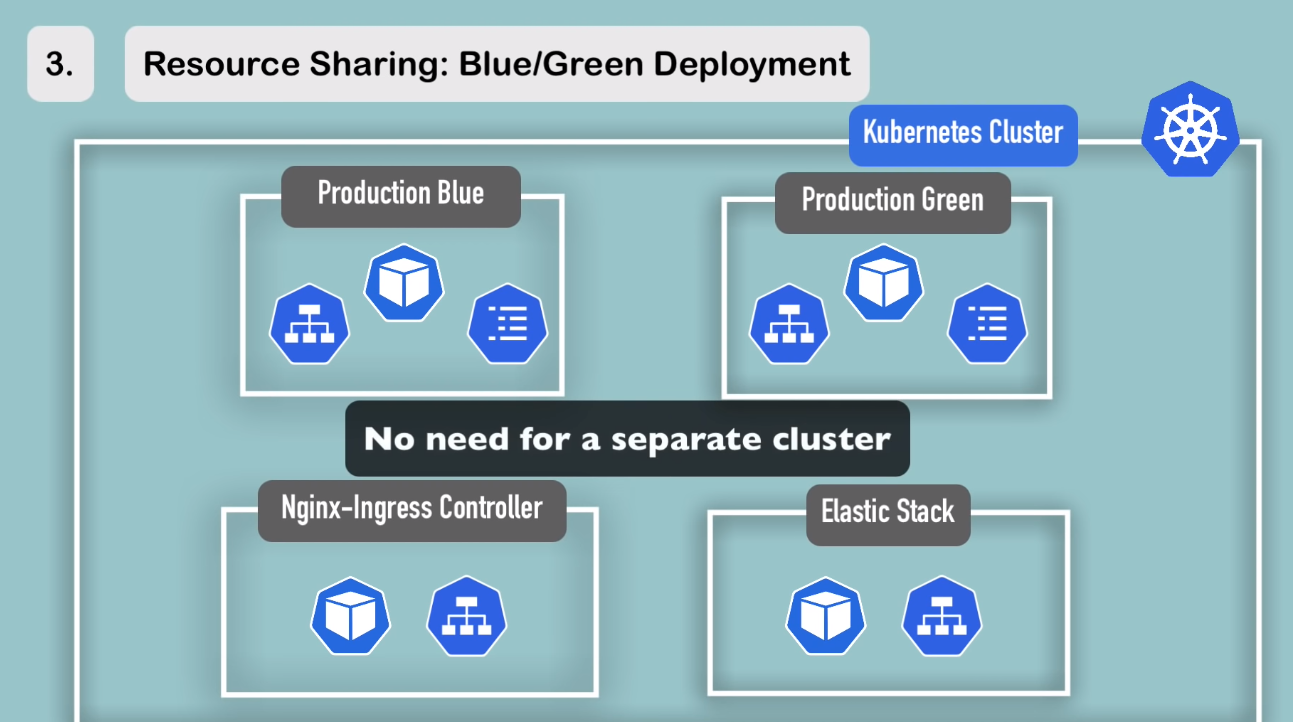 3.
Resource Sharing: Blue/Green Deployment
Kubernetes Cluster
Production Blue
Production Green
No need for a separate cluster
Nginx-Ingress Controller
Elastic Stack